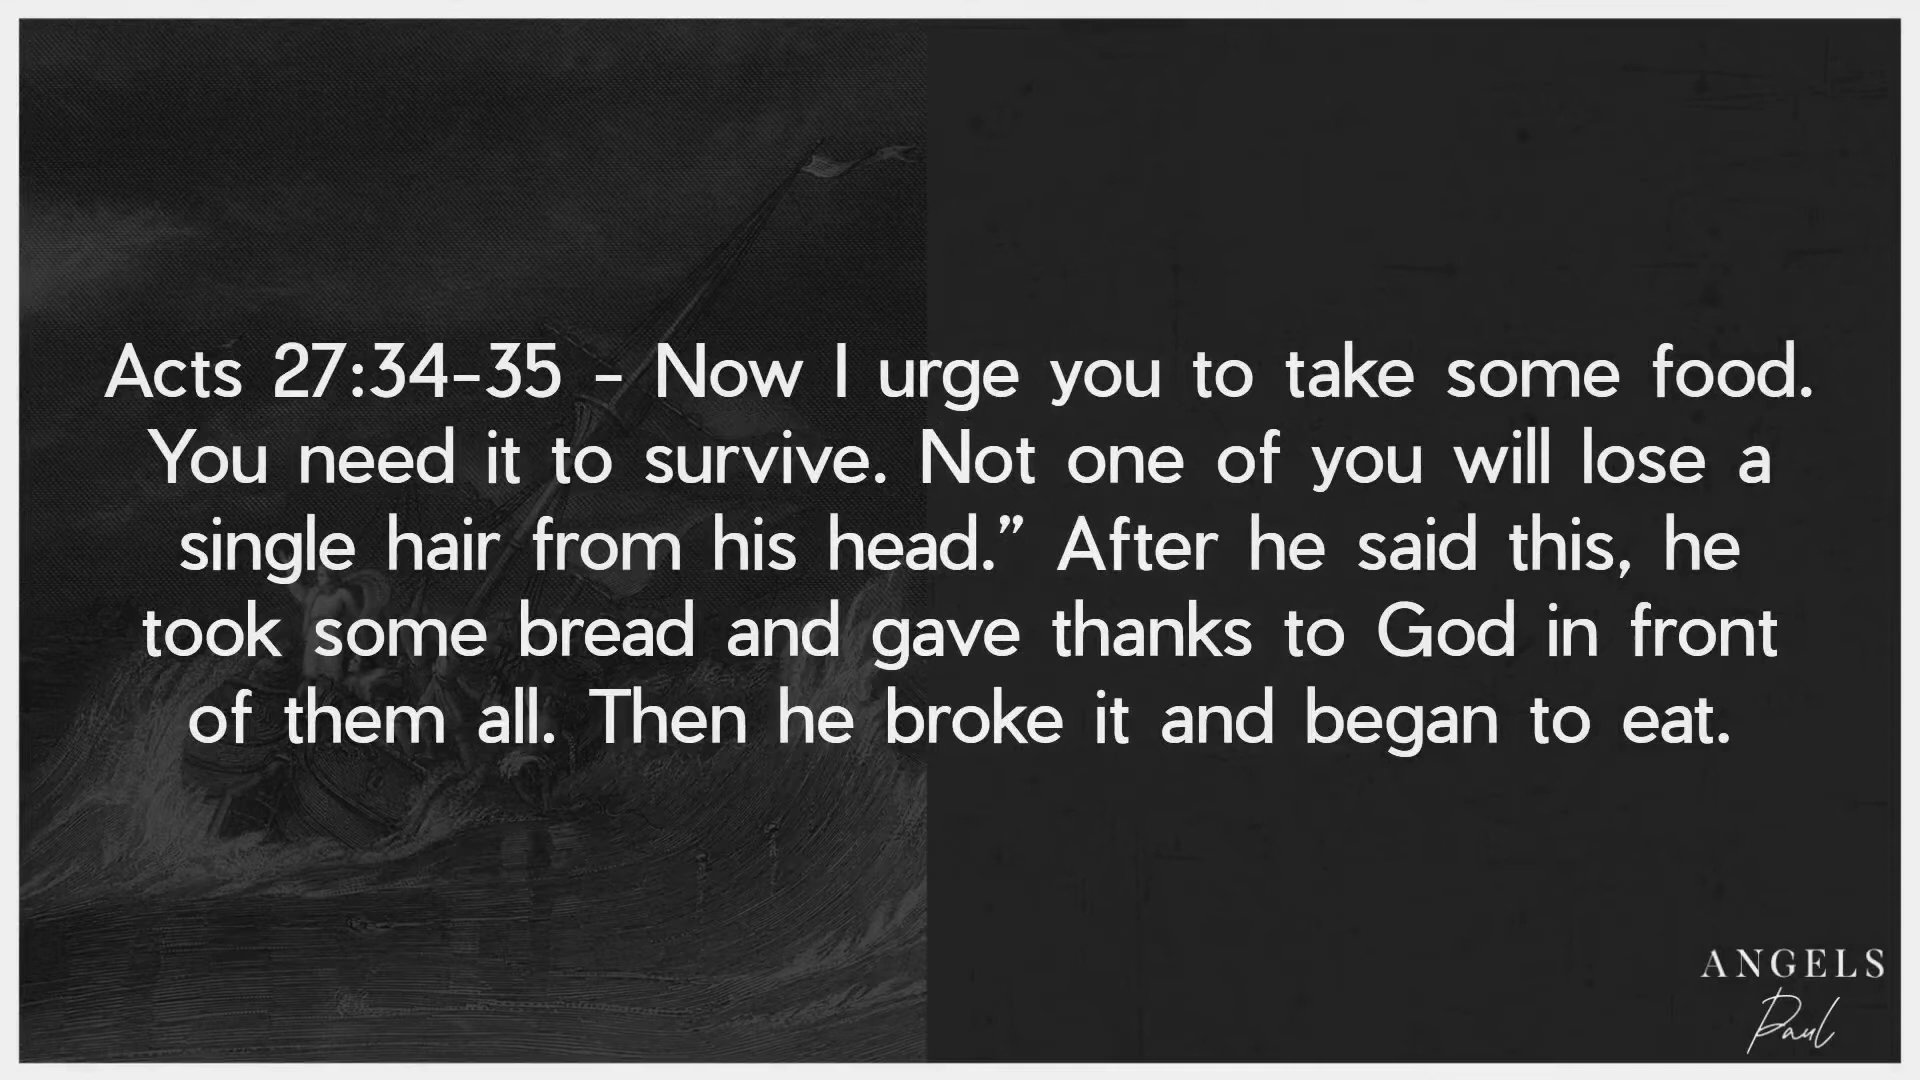 Acts 27:34-35 - Now I urge you to take some food.
You need it to survive. Not one of you will lose a
single hair from his head.” After he said this, he
took some bread and gave thanks to God in front
of them all. Then he broke it and began to eat.
ANGELS
Paul